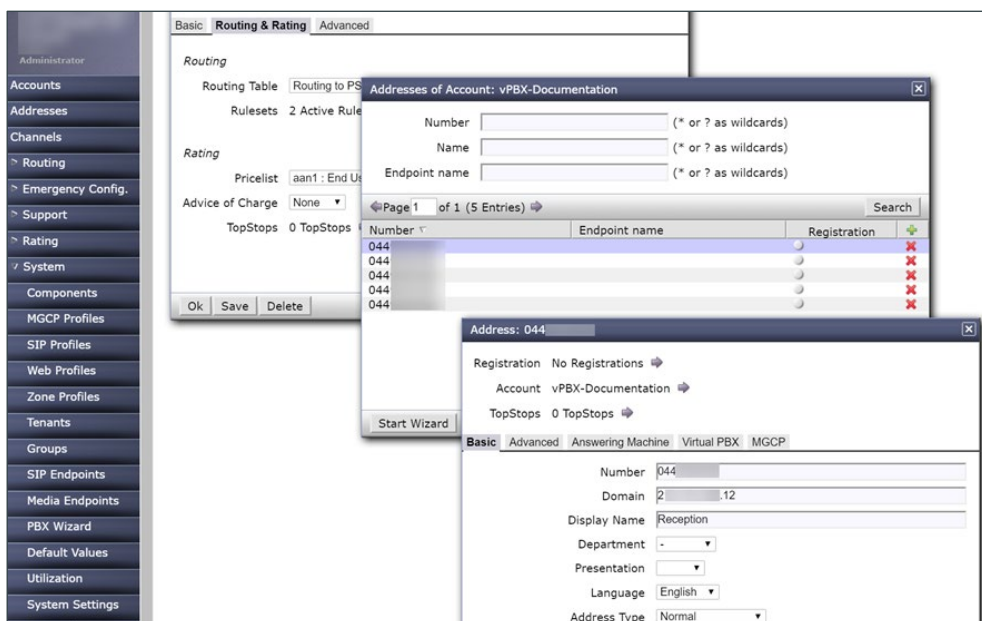 Administrator
Accounts
Addresses
Channels
Routing
Emergency Config.
Support
Rating
System
Components
MGCP Profiles
SIP Profiles
Web Profiles
Zone Profiles
Tenants
Groups
SIP Endpoints
Media Endpoints
PBX Wizard
Default Values
Utilization
System Settings
Basic Routing & Rating Advanced
Routing
Routing Table Routing to PS
Rulesets 2 Active Rule
Rating
Pricelist aan1 : End Us
Advice of Charge None
TopStops 0 TopStops
Ok Save Delete
Addresses of Account: vPBX-Documentation
Number (* or ? as wildcards)
Name (* or ? as wildcards)
Endpoint name (* or ? as wildcards)
Page 1 of 1 (5 Entries) Search
Number Endpoint name Registration
044
044
044
044
044
Start Wizard
Address: 044
Registration No Registrations
Account vPBX-Documentation
TopStops 0 TopStops
Basic Advanced Answering Machine Virtual PBX MGCP
Number 044
Domain 2 .12
Display Name Reception
Department -
Presentation
Language English
Address Type Normal